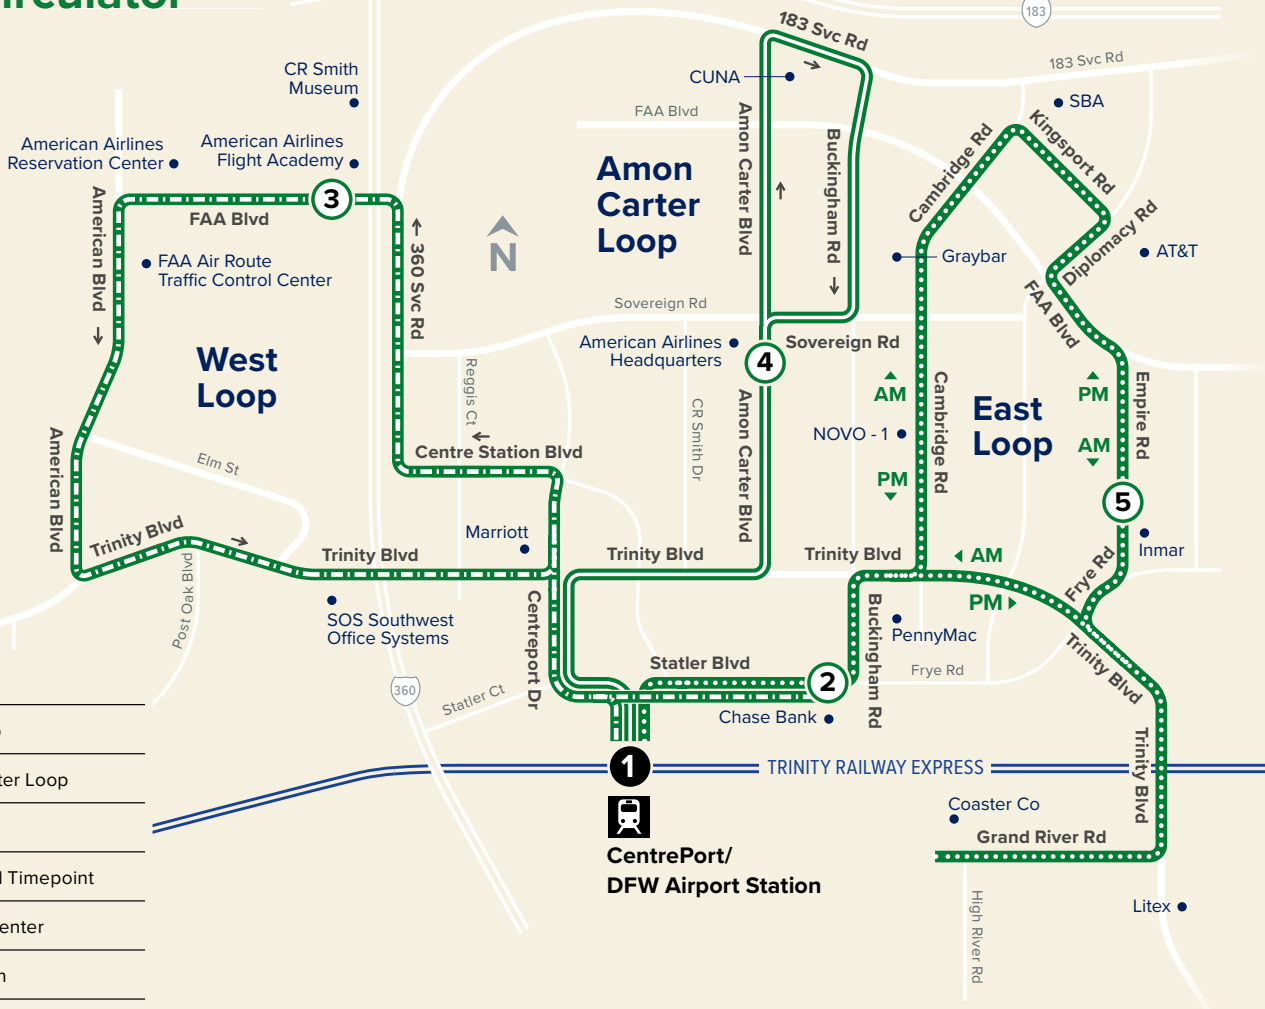 183
183 Svc Rd
183 Svc Rd
CR Smith
Museum
CUNA
SBA
American Airlines
Reservation Center
American Airlines
Flight Academy
FAA Blvd
Amon Carter Blvd
Buckingham Rd
Cambridge Rd
Kingsport Rd
Amon
Carter
Loop
3
FAA Blvd
American Blvd
360 Svc Rd
N
Diplomacy Rd
AT&T
Graybar
FAA Air Route
Traffic Control Center
FAA Blvd
Sovereign Rd
American Airlines
Headquarters
4
Sovereign Rd
West
Loop
Reggis Ct
CR Smith Dr
Amon Carter Blvd
AM
Cambridge Rd
PM
Empire Rd
East
Loop
NOVO - 1
AM
PM
American Blvd
Elm St
Centre Station Blvd
5
Inmar
Trinity Blvd
Marriott
Trinity Blvd
Trinity Blvd
Trinity Blvd
AM
PM
Frye Rd
Post Oak Blvd
SOS Southwest
Office Systems
Centreport Dr
Buckingham Rd
PennyMac
Trinity Blvd
Statler Blvd
2
Frye Rd
360
Statler Ct
Chase Bank
Trinity Blvd
1
TRINITY RAILWAY EXPRESS
Coaster Co
Grand River Rd
CentrePort/
DFW Airport Station
High River Rd
Litex
ter Loop
Timepoint
enter